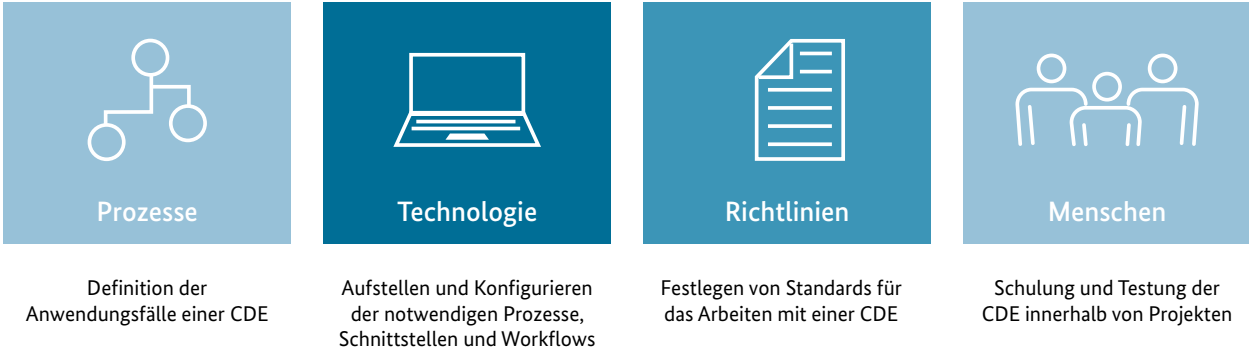 Prozesse
Definition der
Anwendungsfälle einer CDE
Technologie
Aufstellen und Konfigurieren
der notwendigen Prozesse,
Schnittstellen und Workflows
Richtlinien
Festlegen von Standards für
das Arbeiten mit einer CDE
Menschen
Schulung und Testung der
CDE innerhalb von Projekten